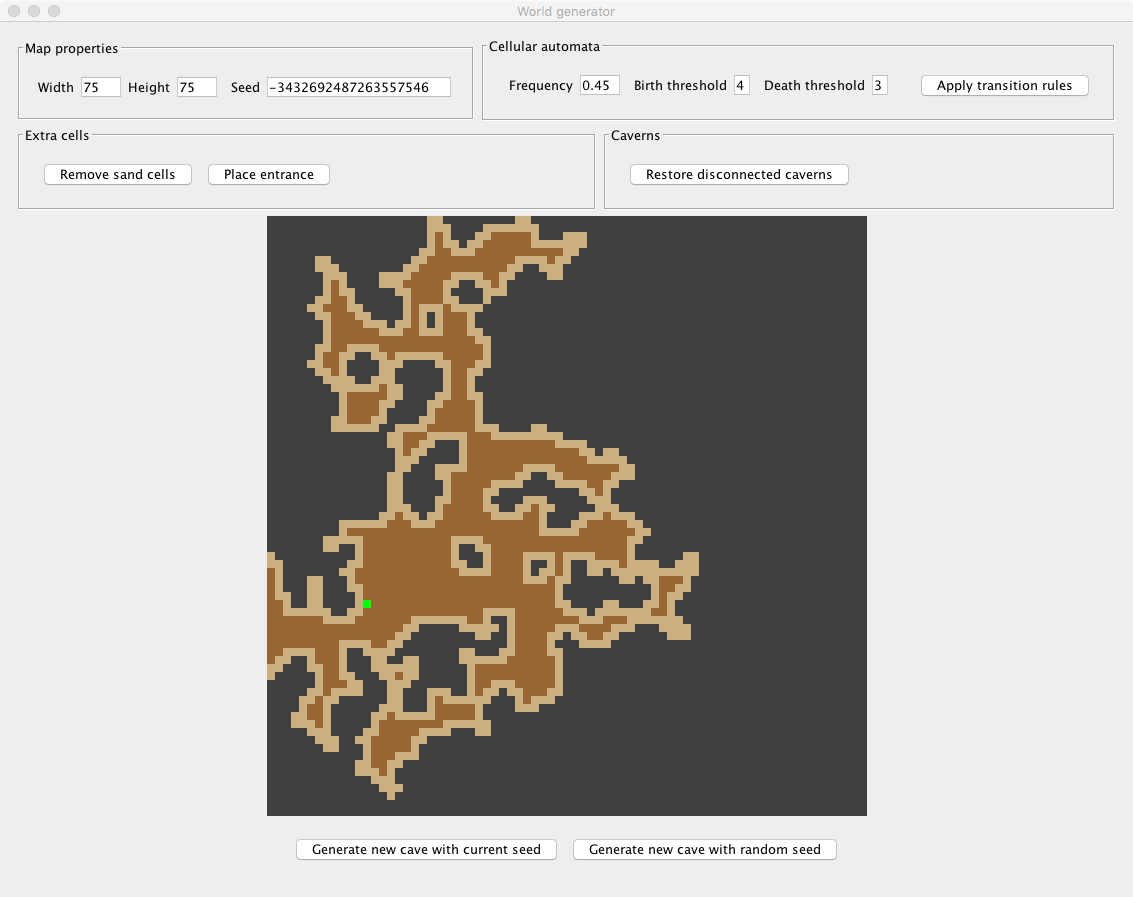 World generator
Map properties
Width 75 Height 75 Seed -3432692487263557546
Cellular automata
Frequency 0.45 Birth threshold 4 Death threshold 3 Apply transition rules
Extra cells
Remove sand cells Place entrance
Caverns
Restore disconnected caverns
Generate new cave with current seed Generate new cave with random seed